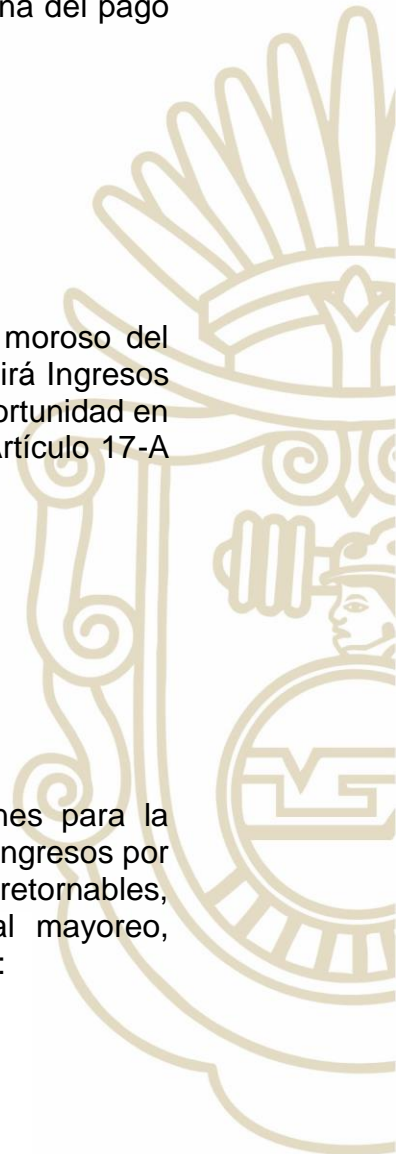 na del pago
moroso del
irá Ingresos
ortunidad en
Artículo 17-A
nes para la
ngresos por
retornables,
al mayoreo,
: